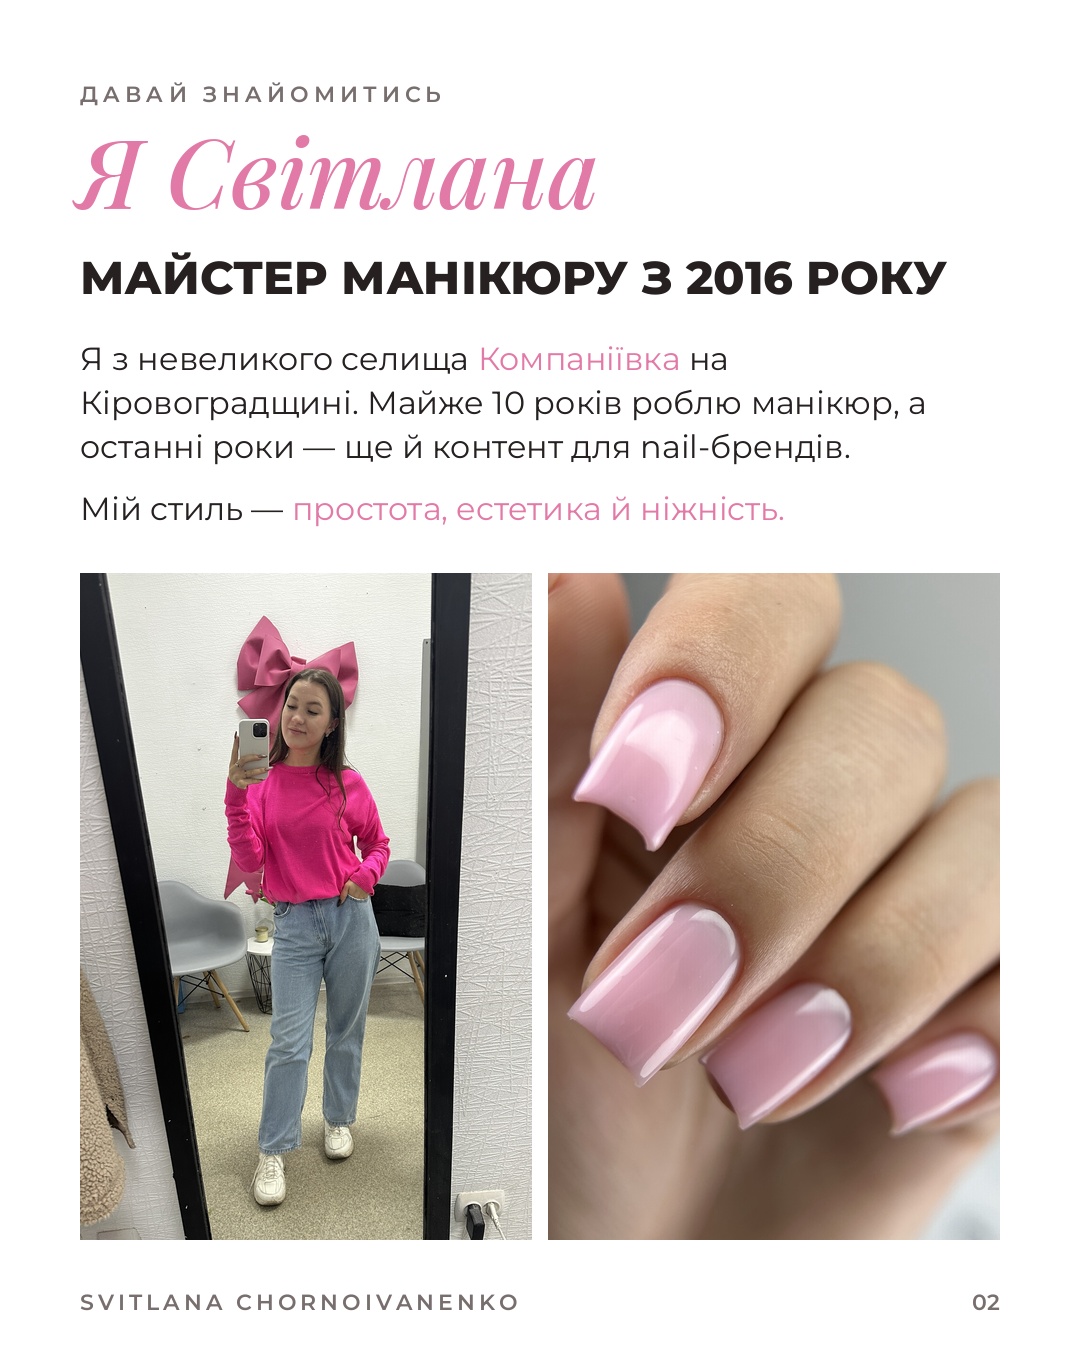 ДАВАЙ ЗНАЙОМИТИСЬ
Я Світлана
МАЙСТЕР МАНІКЮРУ З 2016 РОКУ
Я з невеликого селища Компаніївка на
Кіровоградщині. Майже 10 років роблю манікюр, а
останні роки — ще й контент для nail-брендів.
Мій стиль — простота, естетика й ніжність.
SVITLANA CHORNOIVANENKO
02